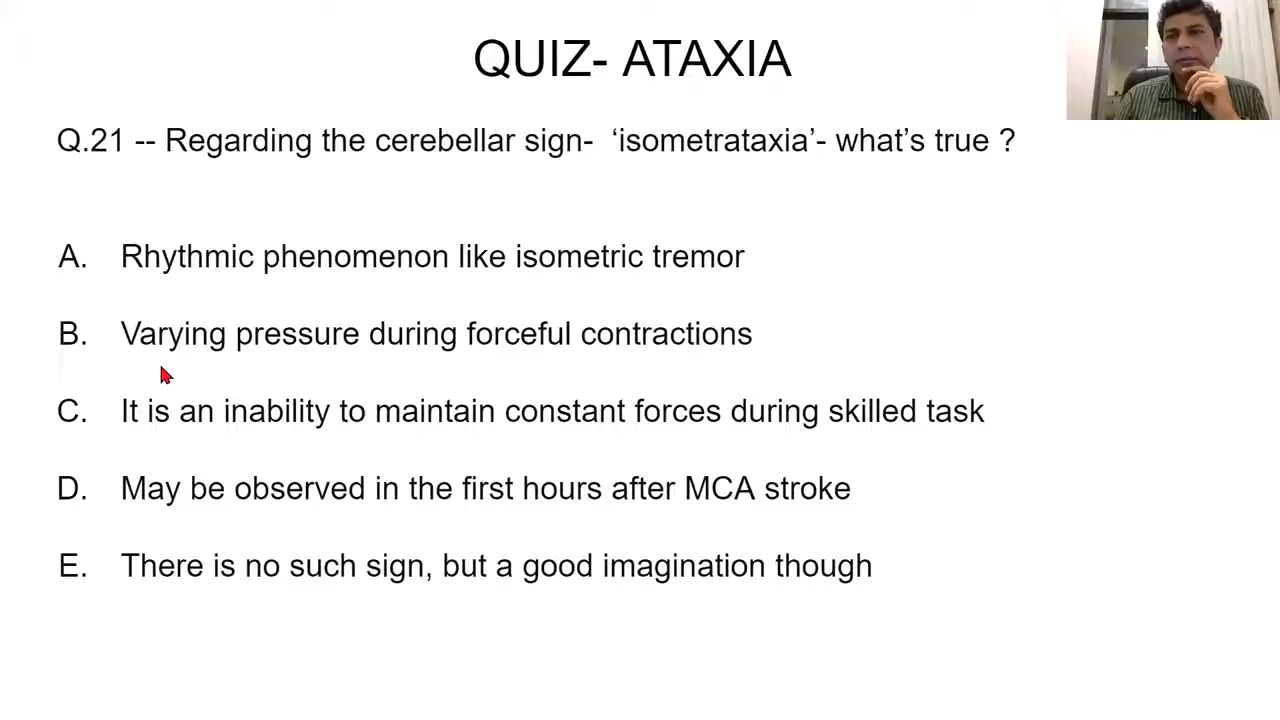 QUIZ- ATAXIA
Q.21 -- Regarding the cerebellar sign- ‘isometrataxia’- what’s true ?
A. Rhythmic phenomenon like isometric tremor
B. Varying pressure during forceful contractions
C. It is an inability to maintain constant forces during skilled task
D. May be observed in the first hours after MCA stroke
E. There is no such sign, but a good imagination though